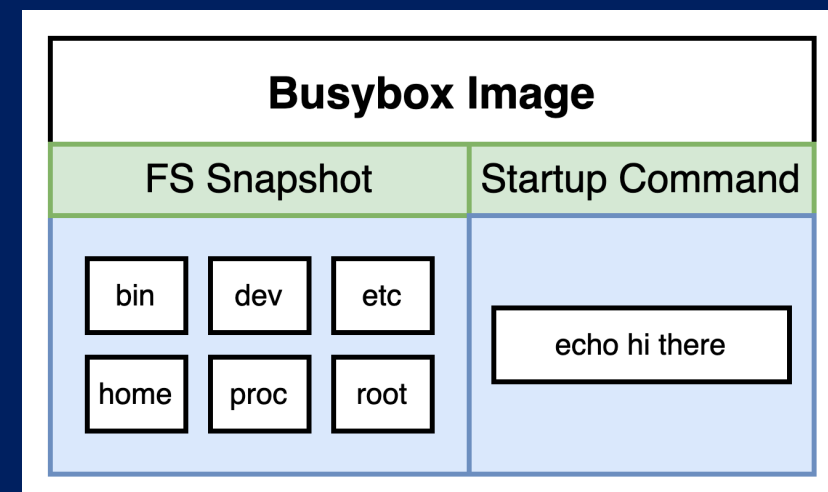 Busybox Image
FS Snapshot
Startup Command
bin
dev
etc
home
proc
root
echo hi there